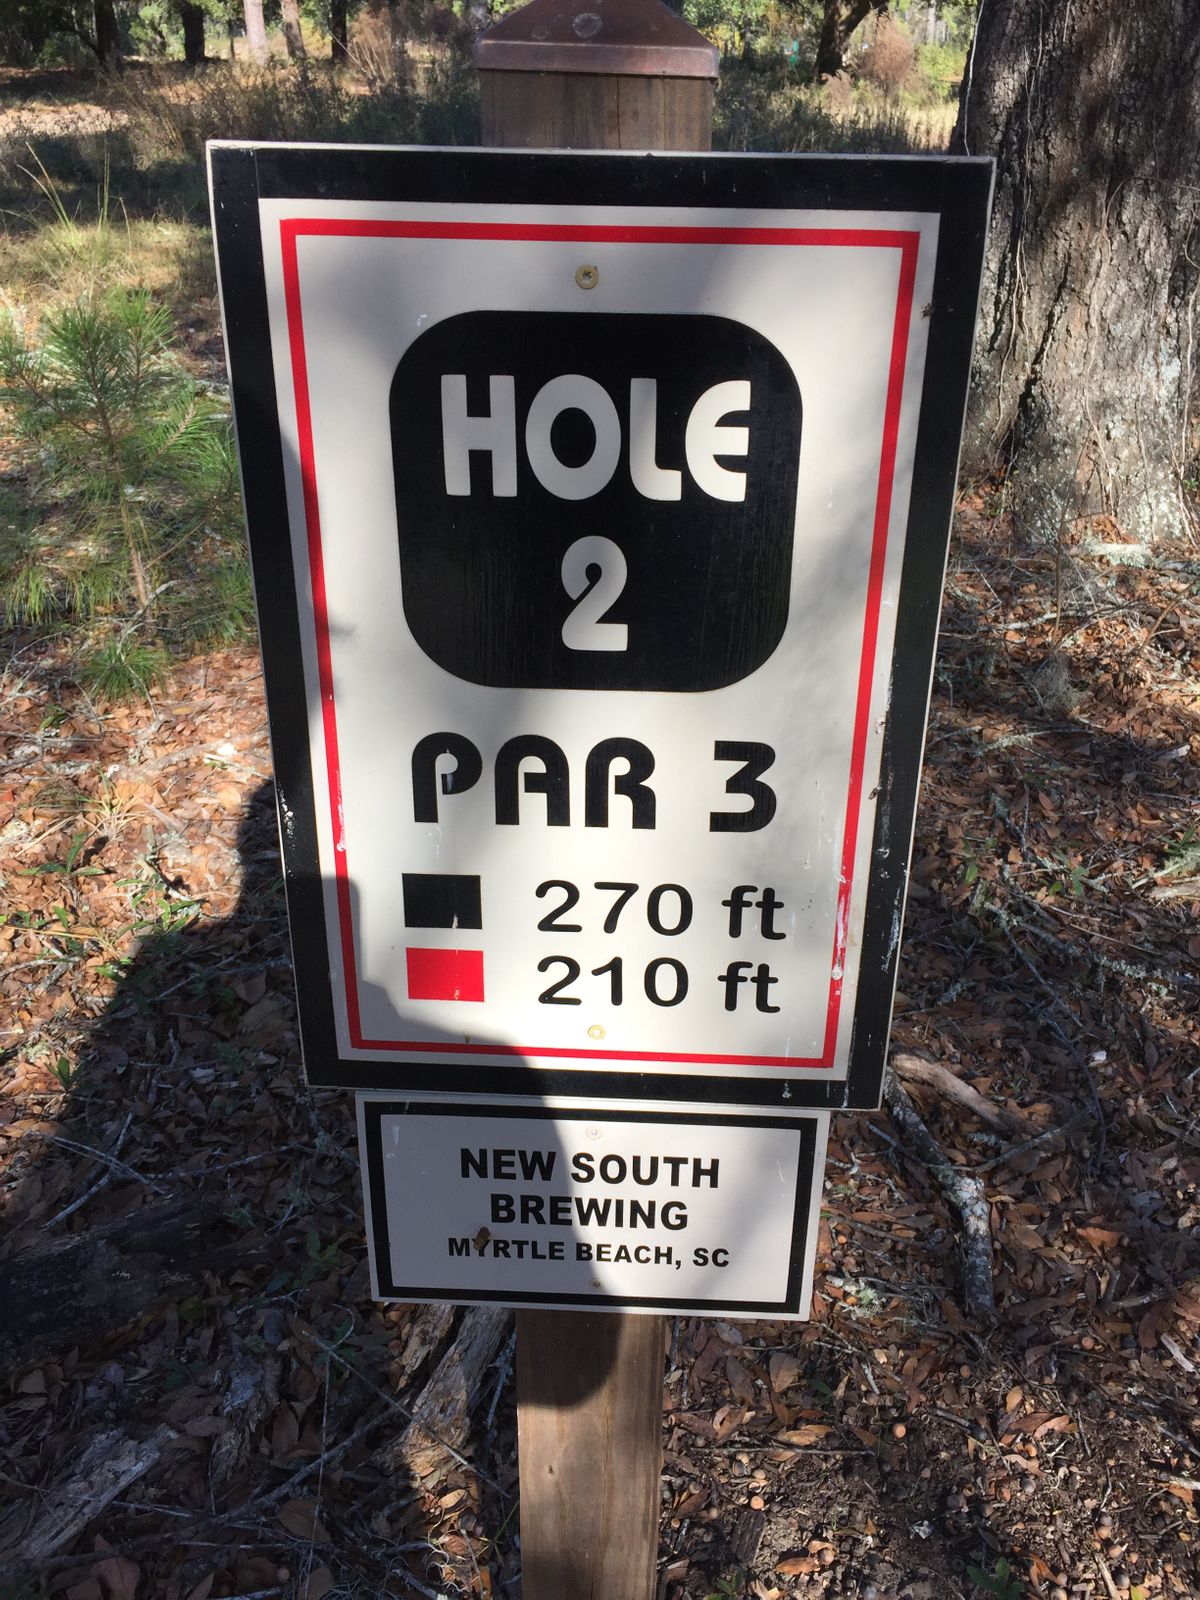 HOLE
2
PAR 3
270 ft
210 ft
NEW SOUTH
BREWING
MYRTLE BEACH, SC